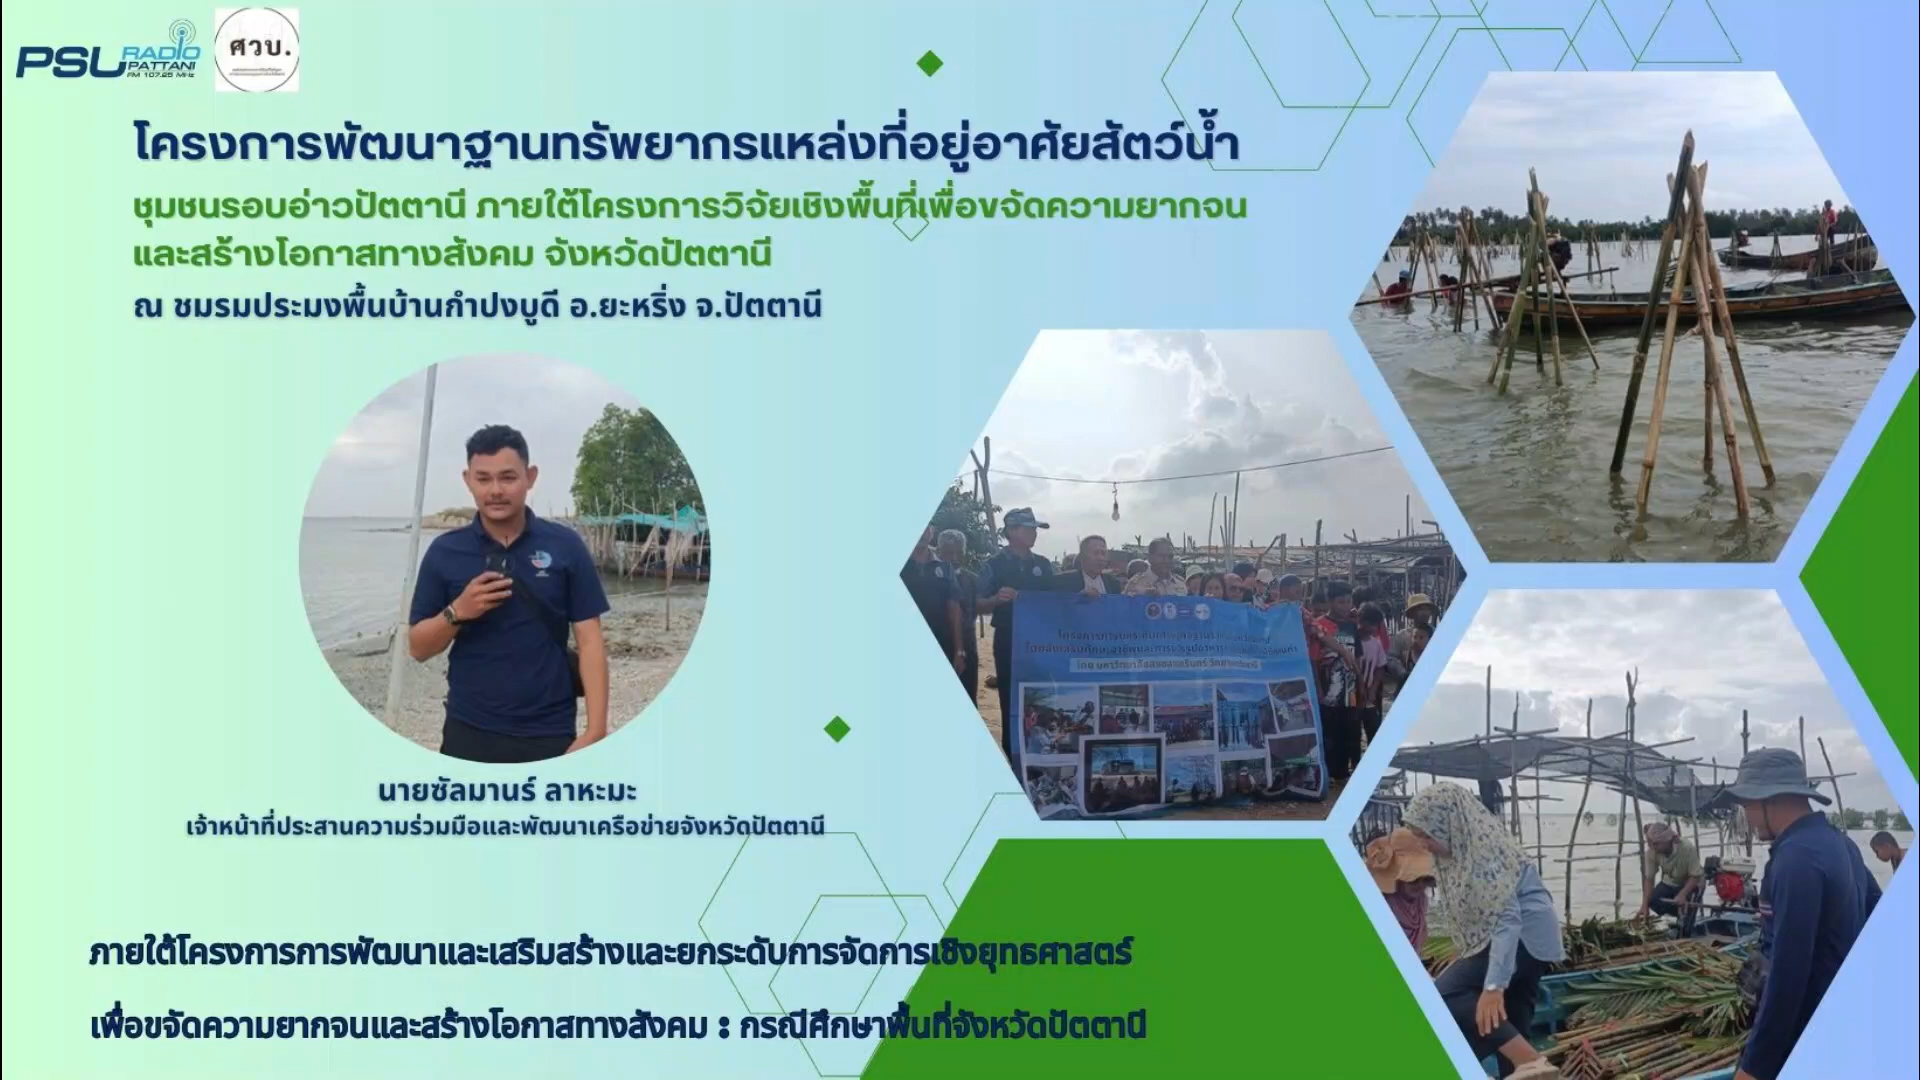 PSU RADIO
PATTANI
FM 107.25 MHz
ศวบ.
โครงการพัฒนาฐานทรัพยากรแหล่งที่อยู่อาศัยสัตว์น้ำ
ชุมชนรอบอ่าวปัตตานี ภายใต้โครงการวิจัยเชิงพื้นที่เพื่อขจัดความยากจน
และสร้างโอกาสทางสังคม จังหวัดปัตตานี
ณ ชมรมประมงพื้นบ้านกำปงบูดี อ.ยะหริ่ง จ.ปัตตานี
นายซัลมานร์ ลาหะมะ
เจ้าหน้าที่ประสานความร่วมมือและพัฒนาเครือข่ายจังหวัดปัตตานี
ภายใต้โครงการการพัฒนาและเสริมสร้างและยกระดับการจัดการเชิงยุทธศาสตร์
เพื่อขจัดความยากจนและสร้างโอกาสทางสังคม : กรณีศึกษาพื้นที่จังหวัดปัตตานี